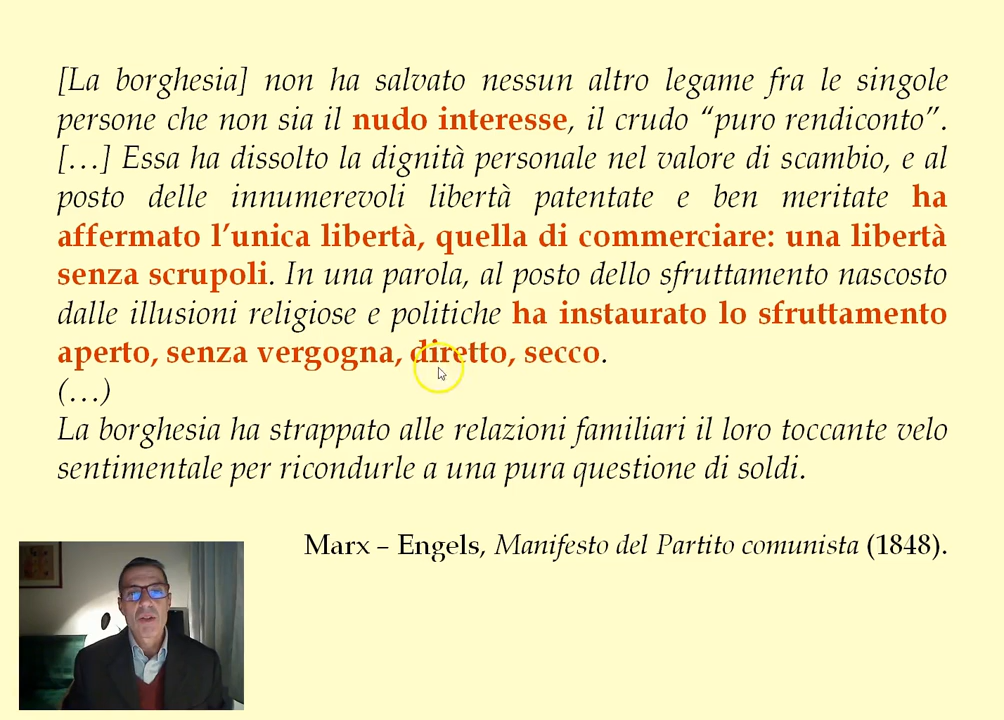 [La borghesia] non ha salvato nessun altro legame fra le singole
persone che non sia il nudo interesse, il crudo “puro rendiconto”.
[…] Essa ha dissolto la dignità personale nel valore di scambio, e al
posto delle innumerevoli libertà patentate e ben meritate ha
affermato l’unica libertà, quella di commerciare: una libertà
senza scrupoli. In una parola, al posto dello sfruttamento nascosto
dalle illusioni religiose e politiche ha instaurato lo sfruttamento
aperto, senza vergogna, diretto, secco.
(…)
La borghesia ha strappato alle relazioni familiari il loro toccante velo
sentimentale per ricondurle a una pura questione di soldi.
Marx – Engels, Manifesto del Partito comunista (1848).